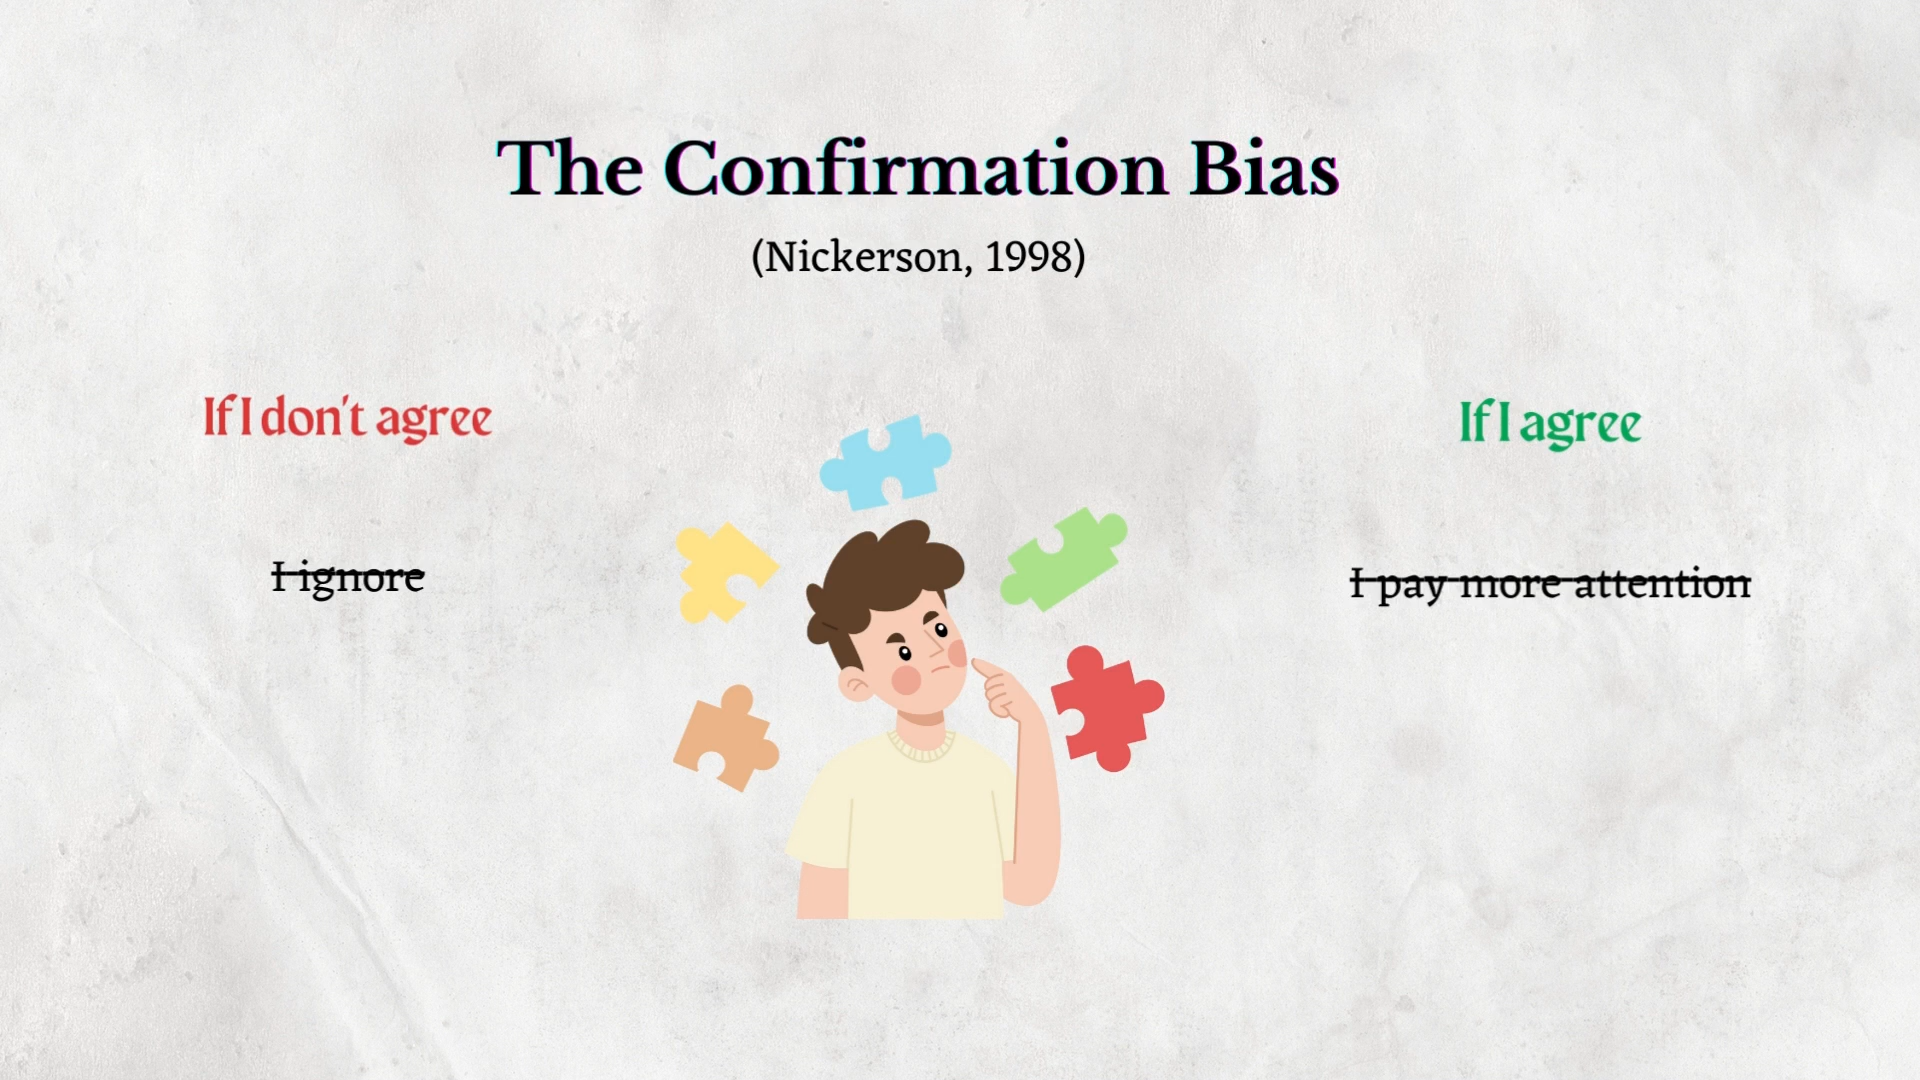 The Confirmation Bias
(Nickerson, 1998)
If I don't agree
I ignore
If I agree
I pay more attention